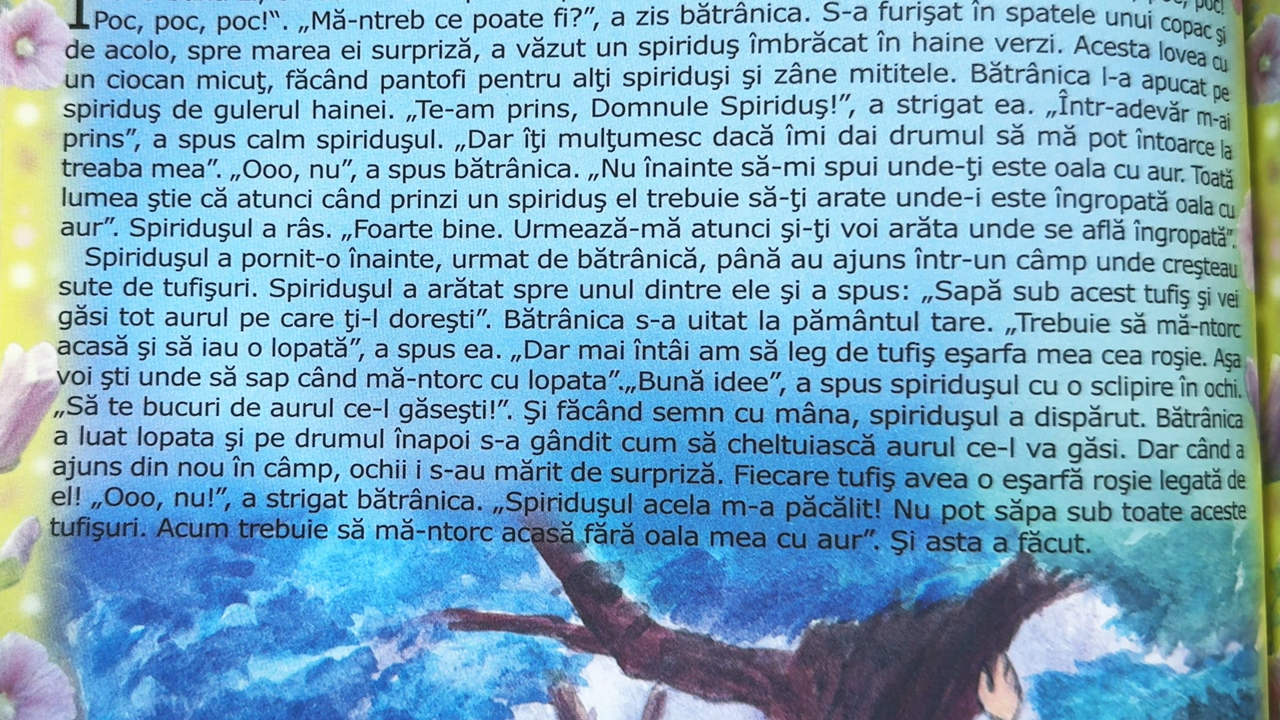 poc!
Poc, poc, poc!“. „Mă-ntreb ce poate fi?”, a zis bătrânica. S-a furişat în spatele unui copac şi
de acolo, spre marea ei surpriză, a văzut un spiriduş îmbrăcat în haine verzi. Acesta lovea cu
un ciocan micuţ, făcând pantofi pentru alţi spiriduşi şi zâne mititele. Bătrânica l-a apucat pe
spiriduş de gulerul hainei. „Te-am prins, Domnule Spiriduş!”, a strigat ea. „Într-adevăr m-ai
prins”, a spus calm spiriduşul. „Dar îţi mulţumesc dacă îmi dai drumul să mă pot întoarce la
treaba mea”. „Ooo, nu”, a spus bătrânica. „Nu înainte să-mi spui unde-ţi este oala cu aur. Toată
lumea ştie că atunci când prinzi un spiriduş el trebuie să-ţi arate unde-i este îngropată oala cu
aur”. Spiriduşul a râs. „Foarte bine. Urmează-mă atunci şi-ţi voi arăta unde se află îngropată”.
Spiriduşul a pornit-o înainte, urmat de bătrânică, până au ajuns într-un câmp unde creşteau
sute de tufişuri. Spiriduşul a arătat spre unul dintre ele şi a spus: „Sapă sub acest tufiş şi vei
găsi tot aurul pe care ţi-l doreşti”. Bătrânica s-a uitat la pământul tare. „Trebuie să mă-ntorc
acasă şi să iau o lopată”, a spus ea. „Dar mai întâi am să leg de tufiş eşarfa mea cea roşie. Aşa
voi şti unde să sap când mă-ntorc cu lopata”.„Bună idee”, a spus spiriduşul cu o sclipire în ochi.
„Să te bucuri de aurul ce-l găseşti!”. Şi făcând semn cu mâna, spiriduşul a dispărut. Bătrânica
a luat lopata şi pe drumul înapoi s-a gândit cum să cheltuiască aurul ce-l va găsi. Dar când a
ajuns din nou în câmp, ochii i s-au mărit de surpriză. Fiecare tufiş avea o eşarfă roşie legată de
el! „Ooo, nu!”, a strigat bătrânica. „Spiriduşul acela m-a păcălit! Nu pot săpa sub toate aceste
tufişuri. Acum trebuie să mă-ntorc acasă fără oala mea cu aur”. Şi asta a făcut.